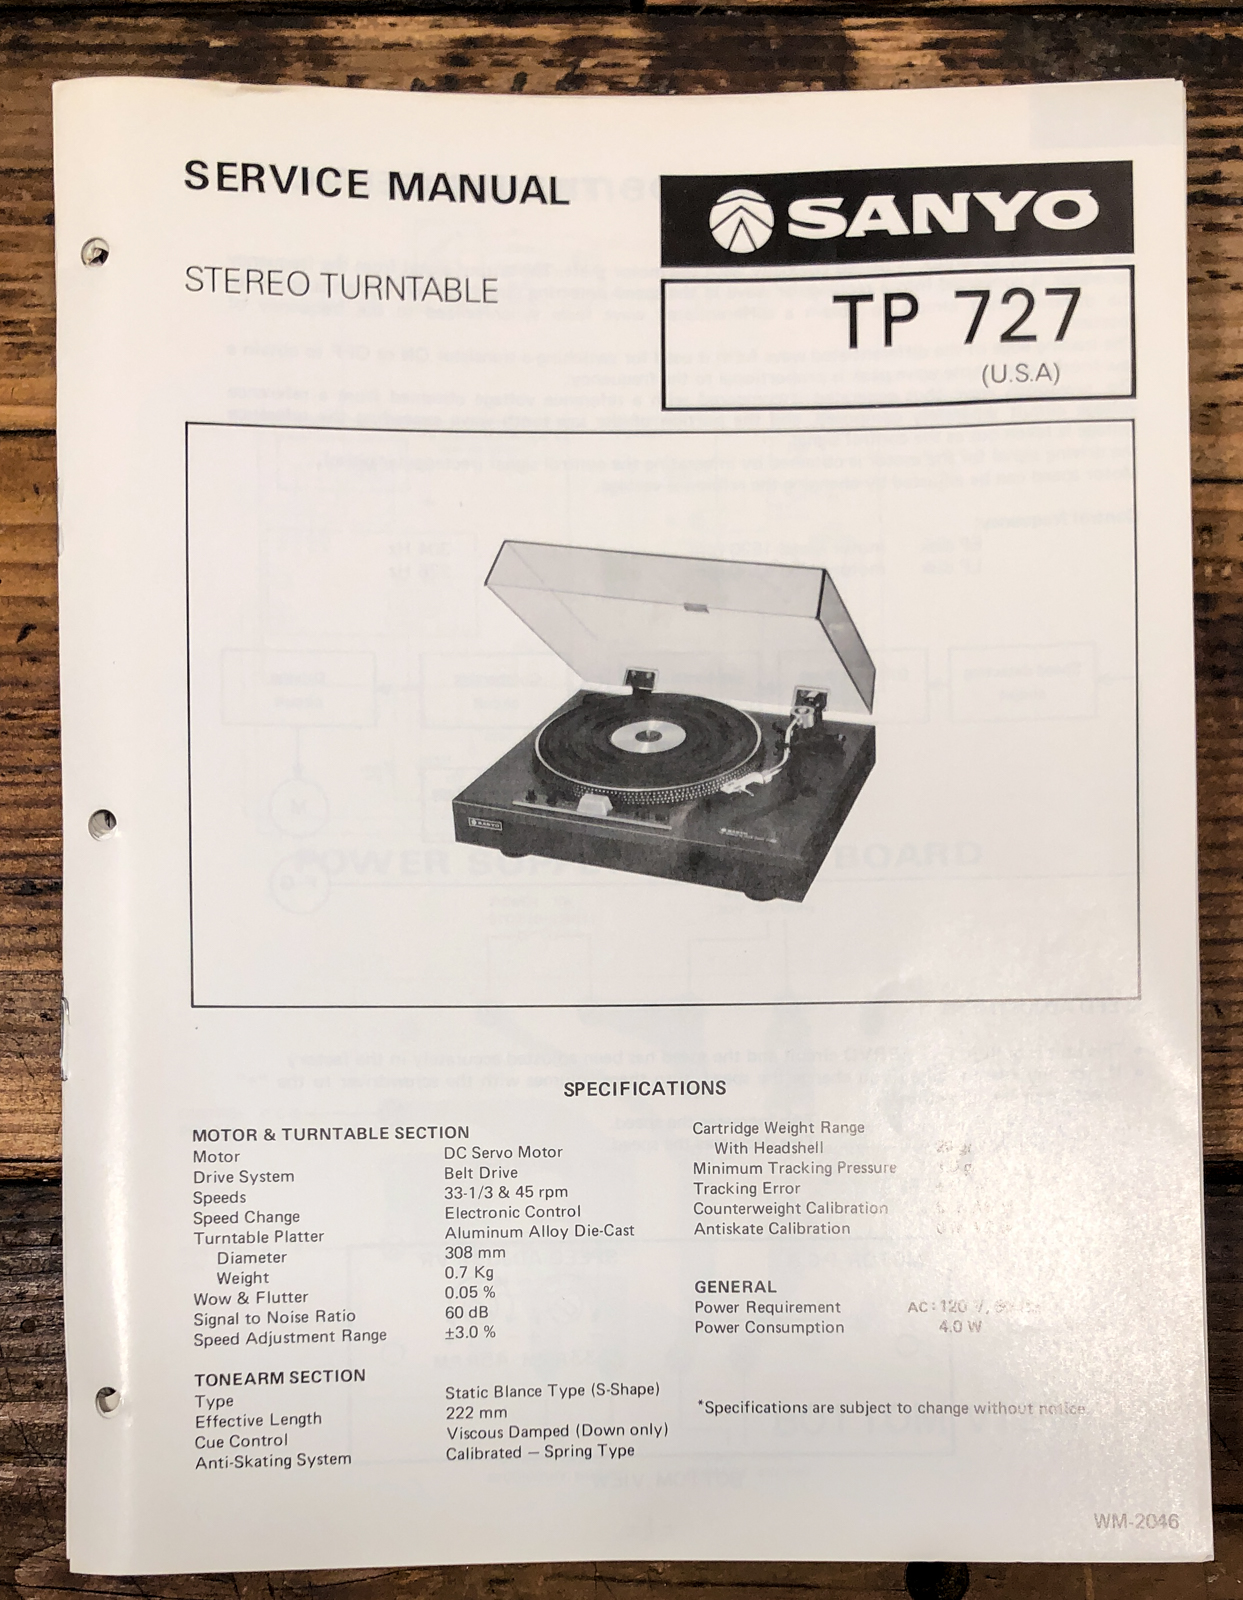 SERVICE MANUAL
STEREO TURNTABLE
SANYO
TP 727
(U.S.A)
SANYO
SANYO
SPECIFICATIONS
MOTOR & TURNTABLE SECTION
Motor DC Servo Motor
Drive System Belt Drive
Speeds 33-1/3 & 45 rpm
Speed Change Electronic Control
Turntable Platter Aluminum Alloy Die-Cast
Diameter 308 mm
Weight 0.7 Kg
Wow & Flutter 0.05 %
Signal to Noise Ratio 60 dB
Speed Adjustment Range ±3.0 %
TONEARM SECTION
Type Static Blance Type (S-Shape)
Effective Length 222 mm
Cue Control Viscous Damped (Down only)
Anti-Skating System Calibrated — Spring Type
Cartridge Weight Range
With Headshell
Minimum Tracking Pressure
Tracking Error
Counterweight Calibration
Antiskate Calibration
GENERAL
Power Requirement AC: 120
Power Consumption 4.0 W
*Specifications are subject to change without notice.
WM-2046